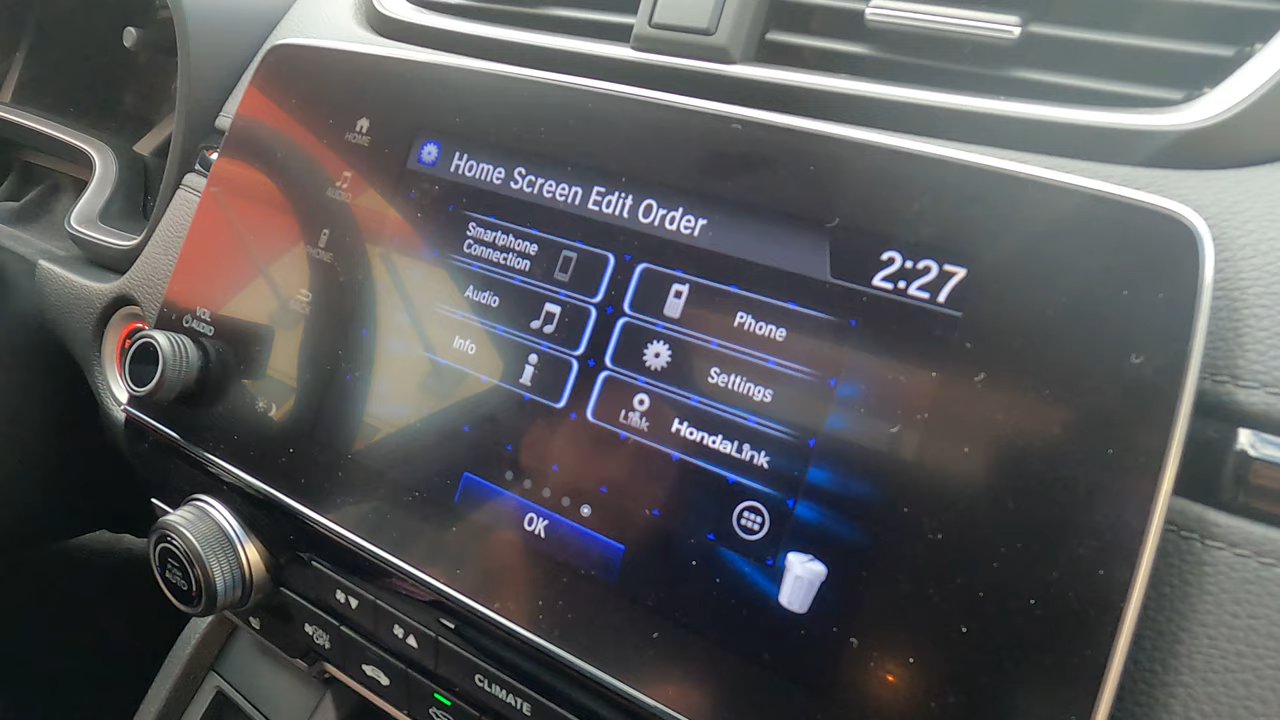 HOME
Home Screen Edit Order
AUDIO
Smartphone
Connection
2:27
PHONE
Audio
Phone
VOL
AUDIO
Info
Settings
Link
HondaLink
OK
AUTO
OFF
CLIMATE